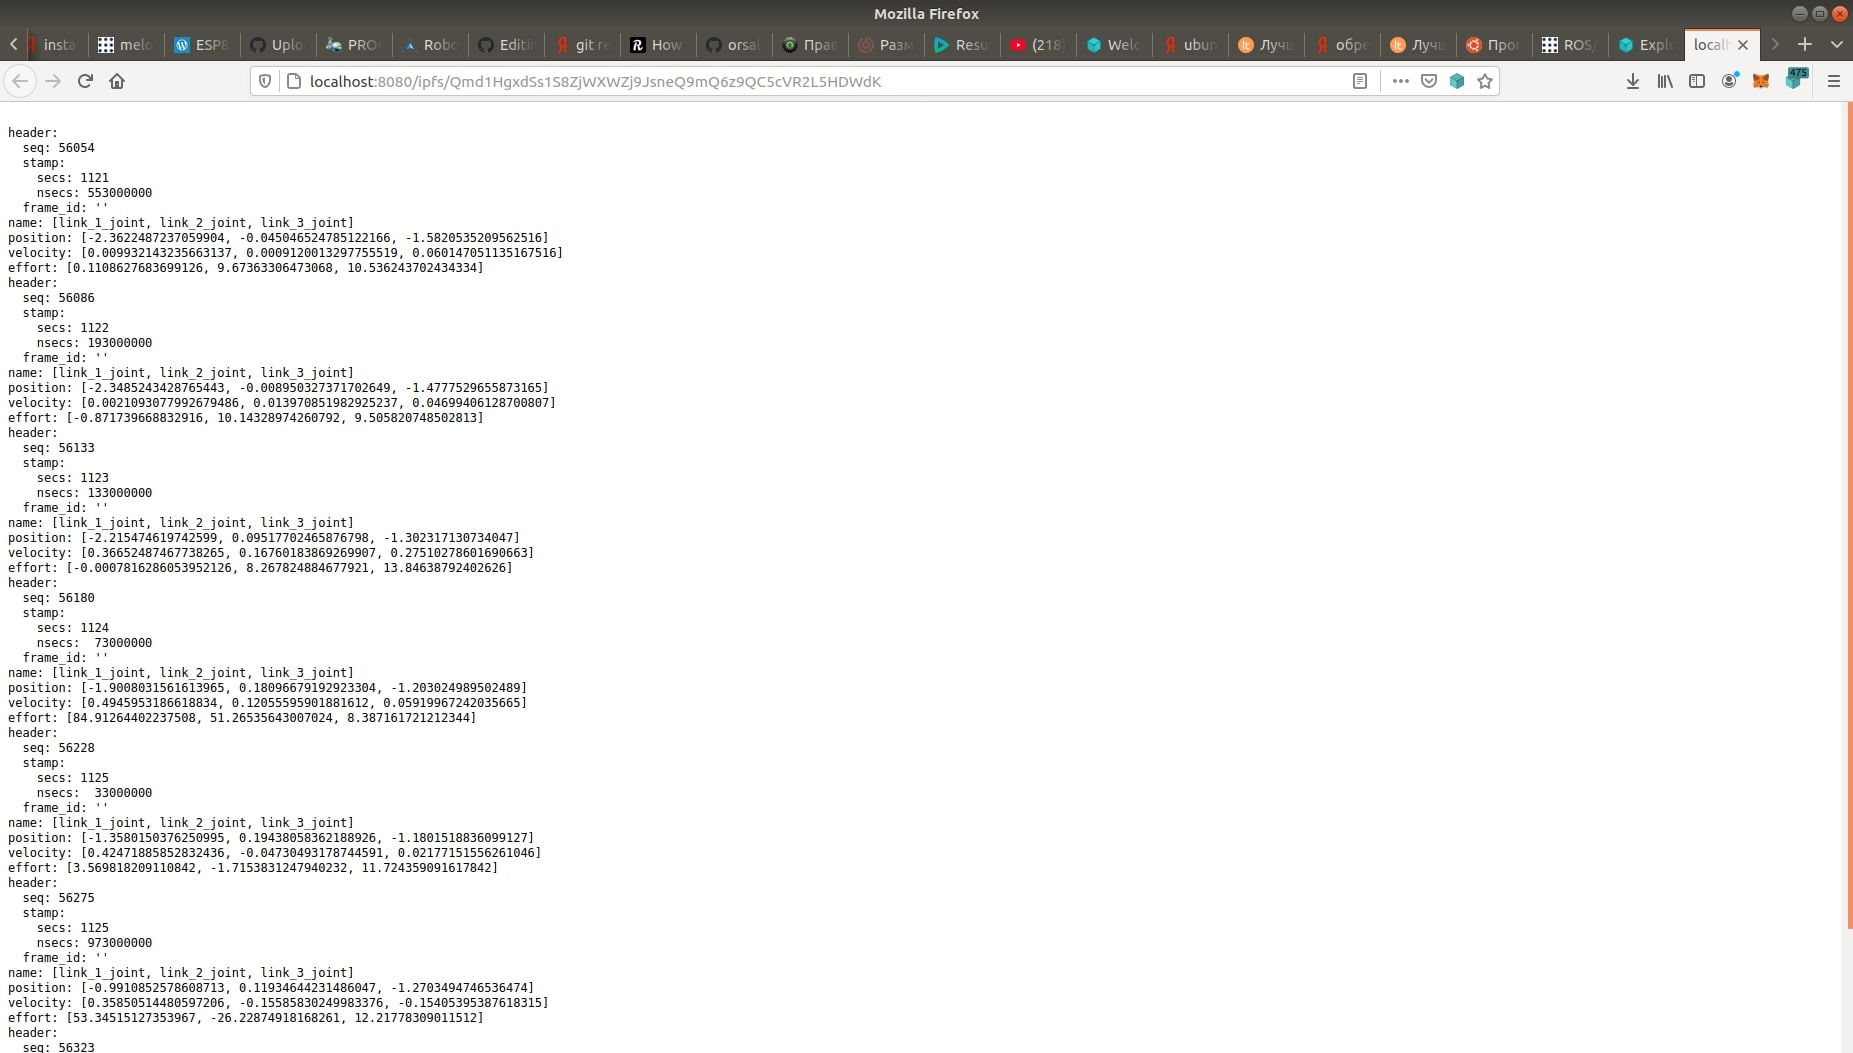 Mozilla Firefox
insta melo ESP8 Uplo PROC Robo Editi git re How orsa Прав Разм Resu (218) Welc ubun Лучш обре Лучш Прог ROS/ Explo local
localhost:8080/ipfs/Qmd1HgxdSs1S8ZjWXWZj9JsneQ9mQ6z9QC5cVR2L5HDWdK
475
header:
seq: 56054
stamp:
secs: 1121
nsecs: 553000000
frame_id: ''
name: [link_1_joint, link_2_joint, link_3_joint]
position: [-2.3622487237059904, -0.045046524785122166, -1.5820535209562516]
velocity: [0.009932143235663137, 0.0009120013297755519, 0.060147051135167516]
effort: [0.1108627683699126, 9.67363306473068, 10.536243702434334]
header:
seq: 56086
stamp:
secs: 1122
nsecs: 193000000
frame_id: ''
name: [link_1_joint, link_2_joint, link_3_joint]
position: [-2.3485243428765443, -0.008950327371702649, -1.4777529655873165]
velocity: [0.0021093077992679486, 0.013970851982925237, 0.04699406128700807]
effort: [-0.871739668832916, 10.14328974260792, 9.505820748502813]
header:
seq: 56133
stamp:
secs: 1123
nsecs: 133000000
frame_id: ''
name: [link_1_joint, link_2_joint, link_3_joint]
position: [-2.215474619742599, 0.09517702465876798, -1.302317130734047]
velocity: [0.36652487467738265, 0.16760183869269907, 0.27510278601690663]
effort: [-0.0007816286053952126, 8.267824884677921, 13.84638792402626]
header:
seq: 56180
stamp:
secs: 1124
nsecs:  73000000
frame_id: ''
name: [link_1_joint, link_2_joint, link_3_joint]
position: [-1.9008031561613965, 0.18096679192923304, -1.203024989502489]
velocity: [0.4945953186618834, 0.12055595901881612, 0.05919967242035665]
effort: [84.91264402237508, 51.26535643007024, 8.387161721212344]
header:
seq: 56228
stamp:
secs: 1125
nsecs:  33000000
frame_id: ''
name: [link_1_joint, link_2_joint, link_3_joint]
position: [-1.3580150376250995, 0.19438058362188926, -1.1801518836099127]
velocity: [0.42471885852832436, -0.04730493178744591, 0.02177151556261046]
effort: [3.569818209110842, -1.7153831247940232, 11.724359091617842]
header:
seq: 56275
stamp:
secs: 1125
nsecs: 973000000
frame_id: ''
name: [link_1_joint, link_2_joint, link_3_joint]
position: [-0.9910852578608713, 0.11934644231486047, -1.2703494746536474]
velocity: [0.35850514480597206, -0.15585830249983376, -0.15405395387618315]
effort: [53.34515127353967, -26.22874918168261, 12.21778309011512]
header:
seq: 56323